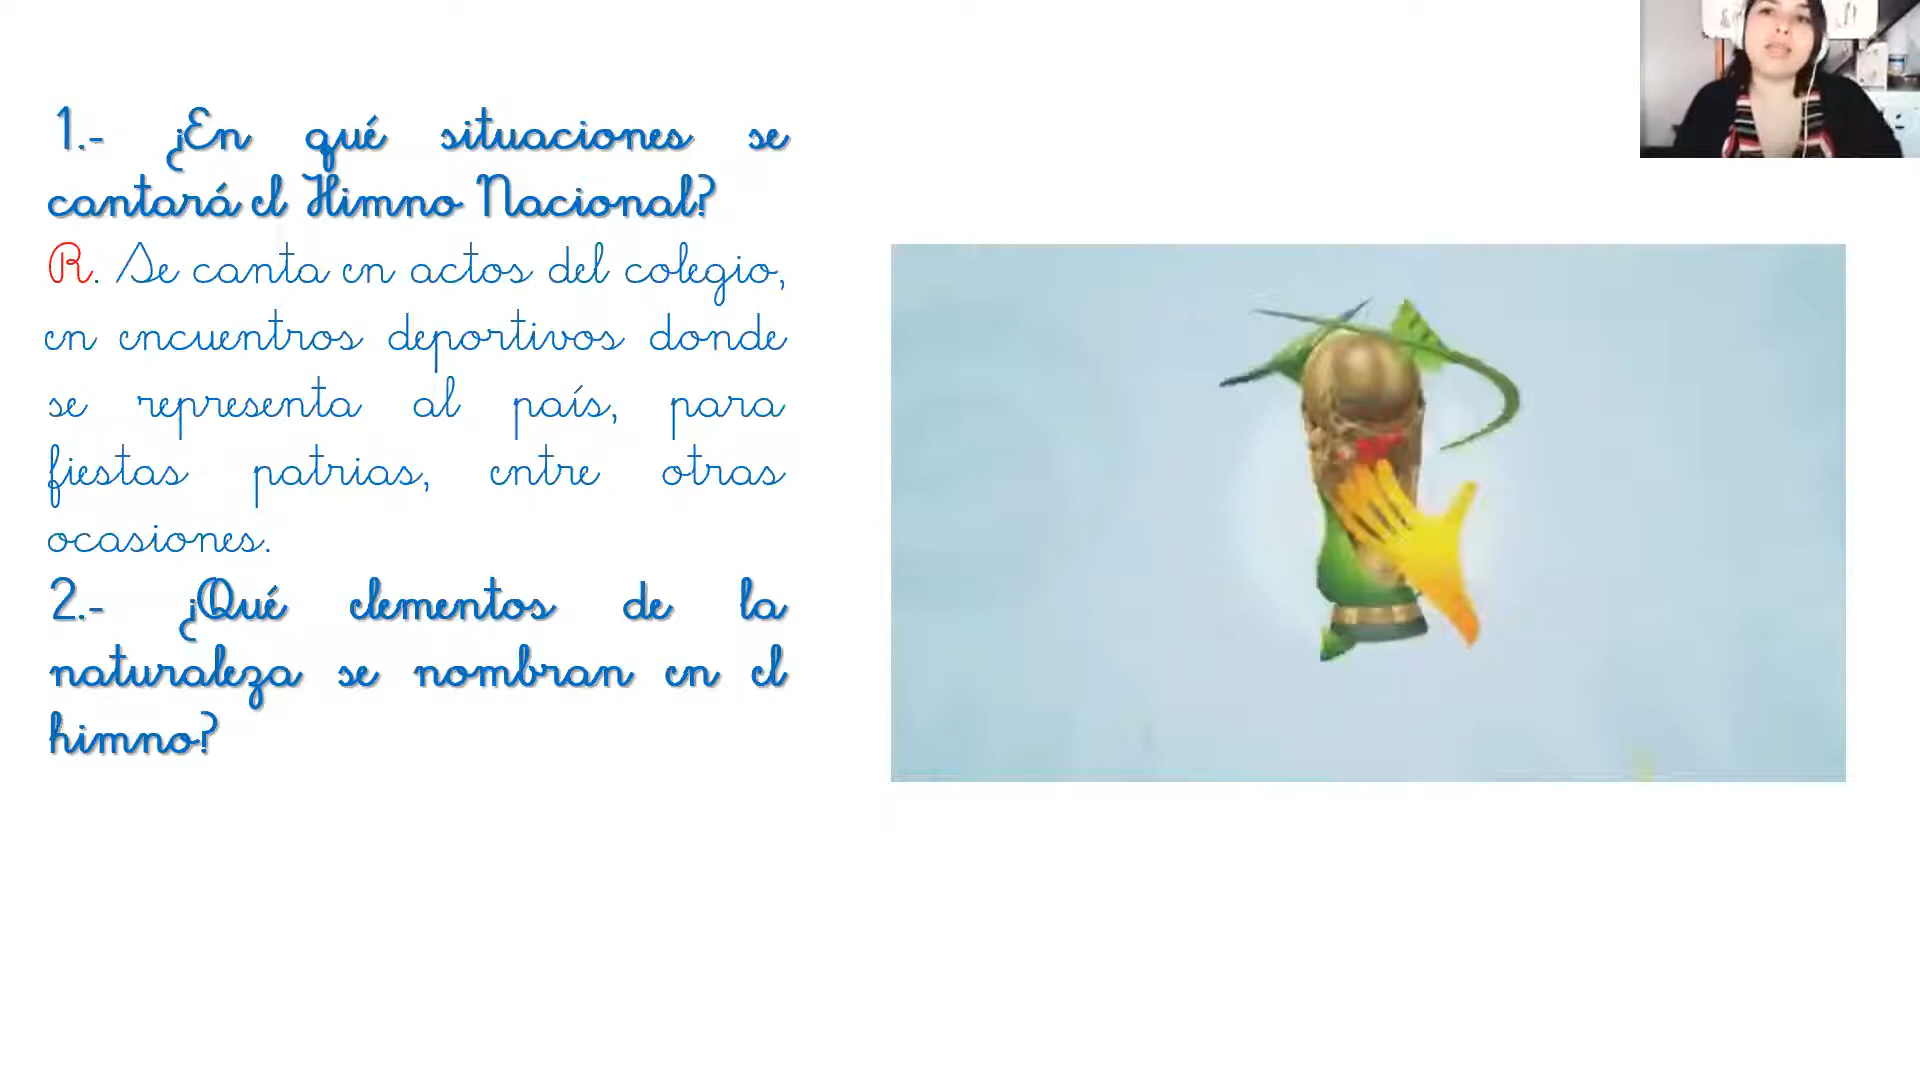 1.- ¿En qué situaciones se
cantará el Himno Nacional?
R. Se canta en actos del colegio,
en encuentros deportivos donde
se representa al país, para
fiestas patrias, entre otras
ocasiones.
2.- ¿Qué elementos de la
naturaleza se nombran en el
himno?